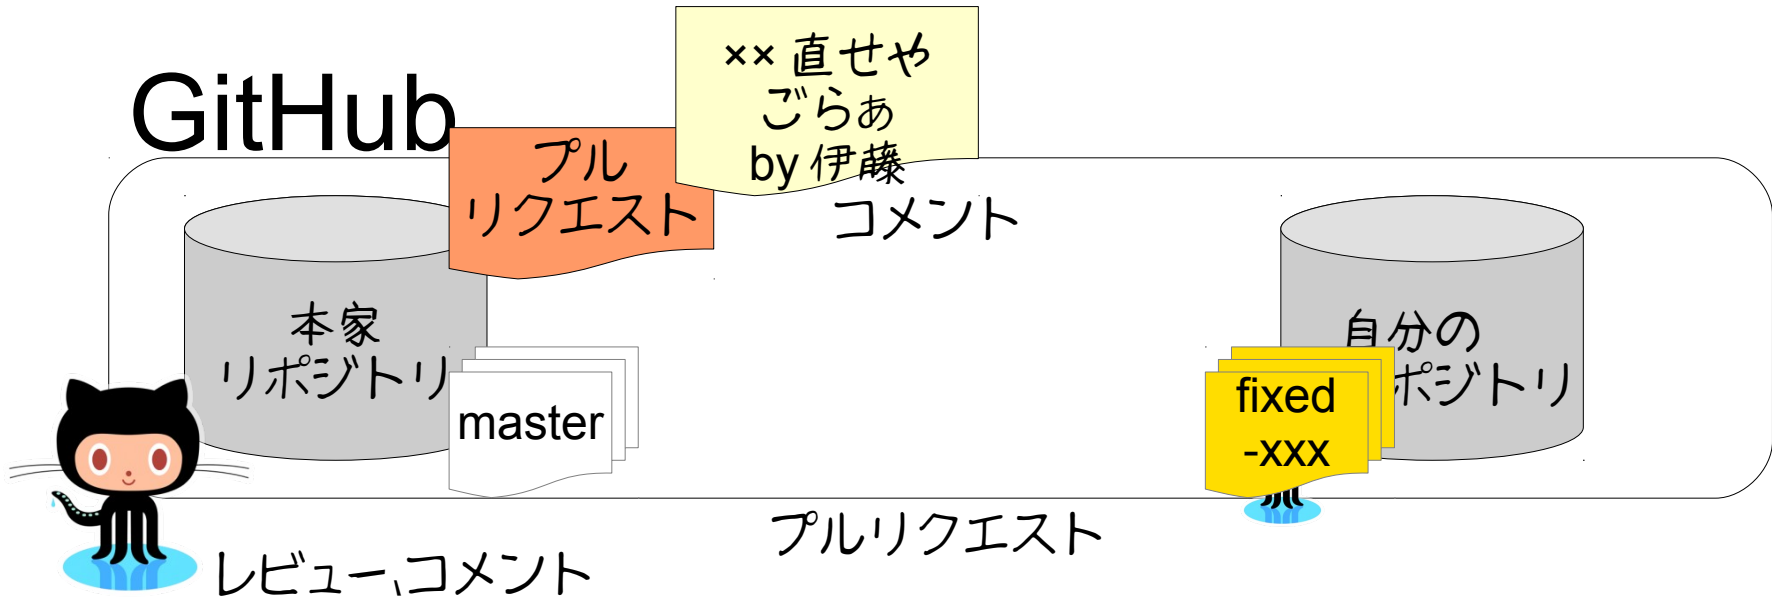 GitHub
×× 直せや
ごらぁ
by 伊藤
プル
リクエスト
コメント
本家
リポジトリ
master
自分の
ポジトリ
fixed
-xxx
プルリクエスト
レビュー、コメント